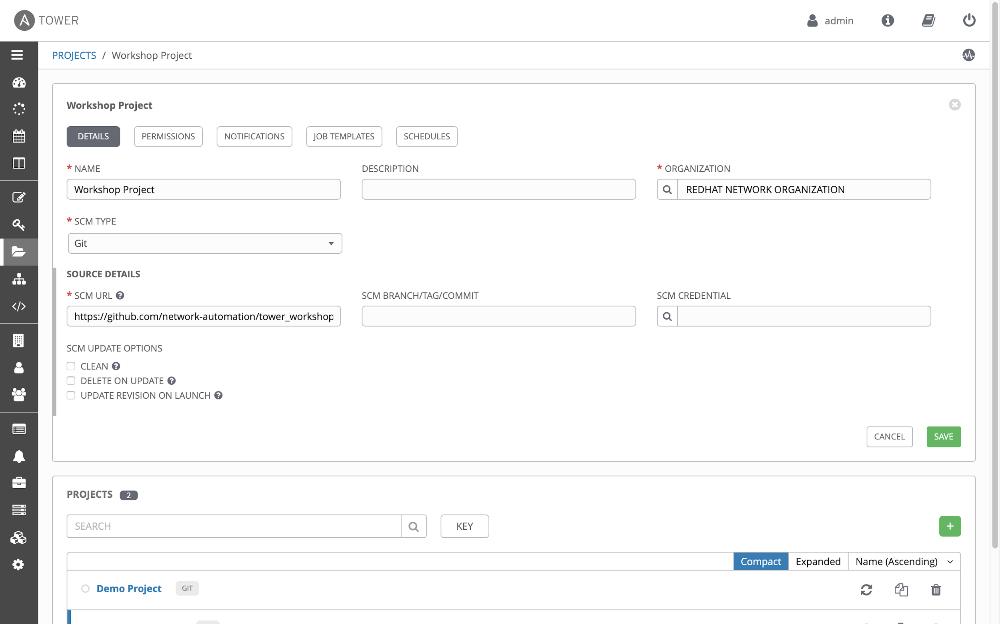 TOWER
admin
PROJECTS / Workshop Project
Workshop Project
DETAILS
PERMISSIONS
NOTIFICATIONS
JOB TEMPLATES
SCHEDULES
* NAME
DESCRIPTION
* ORGANIZATION
Workshop Project
REDHAT NETWORK ORGANIZATION
* SCM TYPE
Git
SOURCE DETAILS
* SCM URL
SCM BRANCH/TAG/COMMIT
SCM CREDENTIAL
https://github.com/network-automation/tower_workshop
SCM UPDATE OPTIONS
CLEAN
DELETE ON UPDATE
UPDATE REVISION ON LAUNCH
CANCEL
SAVE
PROJECTS 2
SEARCH
KEY
+
Compact
Expanded
Name (Ascending)
Demo Project
GIT